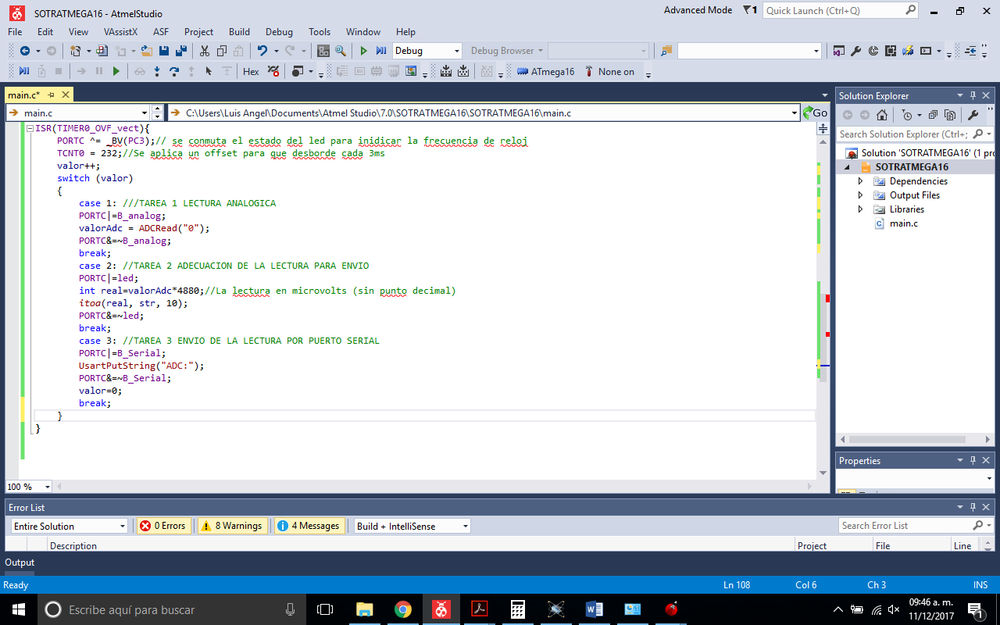 SOTRATMEGA16 - AtmelStudio
Advanced Mode
1
Quick Launch (Ctrl+Q)
File Edit View VAssistX ASF Project Build Debug Tools Window Help
Debug
Debug Browser
Hex
ATmega16
None on
main.c*
main.c
C:\Users\Luis Angel\Documents\Atmel Studio\7.0\SOTRATMEGA16\SOTRATMEGA16\main.c
Go
ISR(TIMER0_OVF_vect){
PORTC ^= _BV(PC3);// se conmuta el estado del led para inidicar la frecuencia de reloj
TCNT0 = 232;//Se aplica un offset para que desborde cada 3ms
valor++;
switch (valor)
{
case 1: ///TAREA 1 LECTURA ANALOGICA
PORTC|=B_analog;
valorAdc = ADCRead("0");
PORTC&=~B_analog;
break;
case 2: //TAREA 2 ADECUACION DE LA LECTURA PARA ENVIO
PORTC|=led;
int real=valorAdc*4880;//La lectura en microvolts (sin punto decimal)
itoa(real, str, 10);
PORTC&=~led;
break;
case 3: //TAREA 3 ENVIO DE LA LECTURA POR PUERTO SERIAL
PORTC|=B_Serial;
UsartPutString("ADC:");
PORTC&=~B_Serial;
valor=0;
break;
}
}
100 %
Solution Explorer
Search Solution Explorer (Ctrl+;
Solution 'SOTRATMEGA16' (1 pro
SOTRATMEGA16
Dependencies
Output Files
Libraries
main.c
Properties
Error List
Entire Solution
0 Errors
8 Warnings
4 Messages
Build + IntelliSense
Search Error List
Description
Project
File
Line
Output
Ready
Ln 108
Col 6
Ch 3
INS
Escribe aquí para buscar
09:46 a. m.
11/12/2017
1